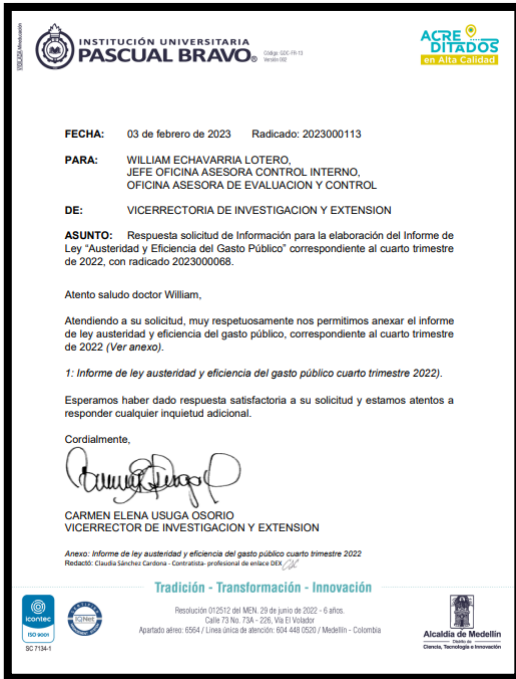 INSTITUCIÓN UNIVERSITARIA
PASCUAL BRAVO®
Código: GDC-FR-15
Versión 002
ACRE
DITADOS
en Alta Calidad
FECHA: 03 de febrero de 2023 Radicado: 2023000113
PARA: WILLIAM ECHAVARRIA LOTERO,
JEFE OFICINA ASESORA CONTROL INTERNO,
OFICINA ASESORA DE EVALUACION Y CONTROL
DE: VICERRECTORIA DE INVESTIGACION Y EXTENSION
ASUNTO: Respuesta solicitud de Información para la elaboración del Informe de
Ley “Austeridad y Eficiencia del Gasto Público” correspondiente al cuarto trimestre
de 2022, con radicado 2023000068.
Atento saludo doctor William,
Atendiendo a su solicitud, muy respetuosamente nos permitimos anexar el informe
de ley austeridad y eficiencia del gasto público, correspondiente al cuarto trimestre
de 2022 (Ver anexo).
1: Informe de ley austeridad y eficiencia del gasto público cuarto trimestre 2022).
Esperamos haber dado respuesta satisfactoria a su solicitud y estamos atentos a
responder cualquier inquietud adicional.
Cordialmente,
CARMEN ELENA USUGA OSORIO
VICERRECTOR DE INVESTIGACION Y EXTENSION
Anexo: Informe de ley austeridad y eficiencia del gasto público cuarto trimestre 2022
Redactó: Claudia Sánchez Cardona - Contratista- profesional de enlace DEX
Tradición - Transformación - Innovación
Resolución 012512 del MEN. 29 de junio de 2022 - 6 años.
Calle 73 No. 73A - 226, Vía El Volador
Apartado aéreo: 6564 / Línea única de atención: 604 448 0520 / Medellín - Colombia
icontec
ISO 9001
SC 7134-1
IQNet
Alcaldía de Medellín
Distrito de
Ciencia, Tecnología e Innovación